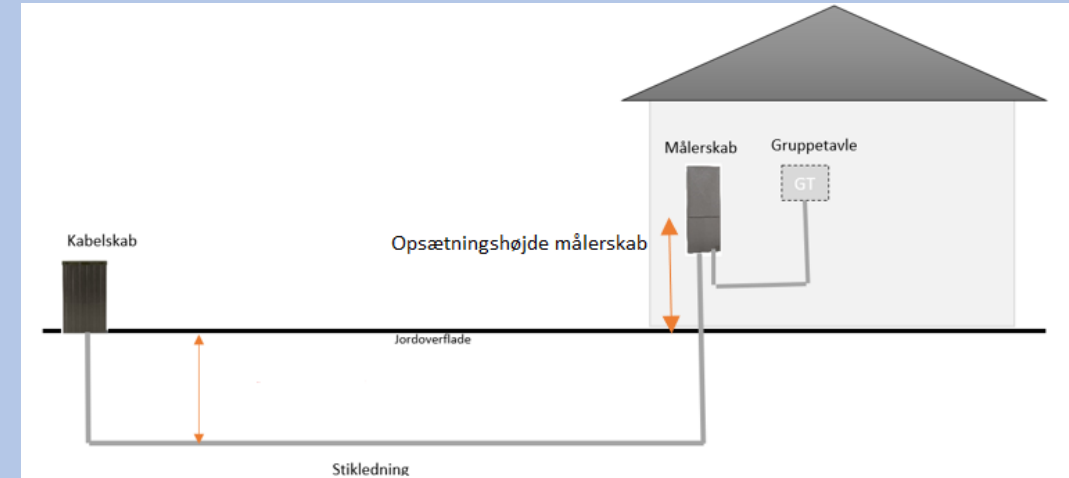 Målerskab
Gruppetavle
GT
Kabelskab
Opsætningshøjde målerskab
Jordoverflade
Stikledning